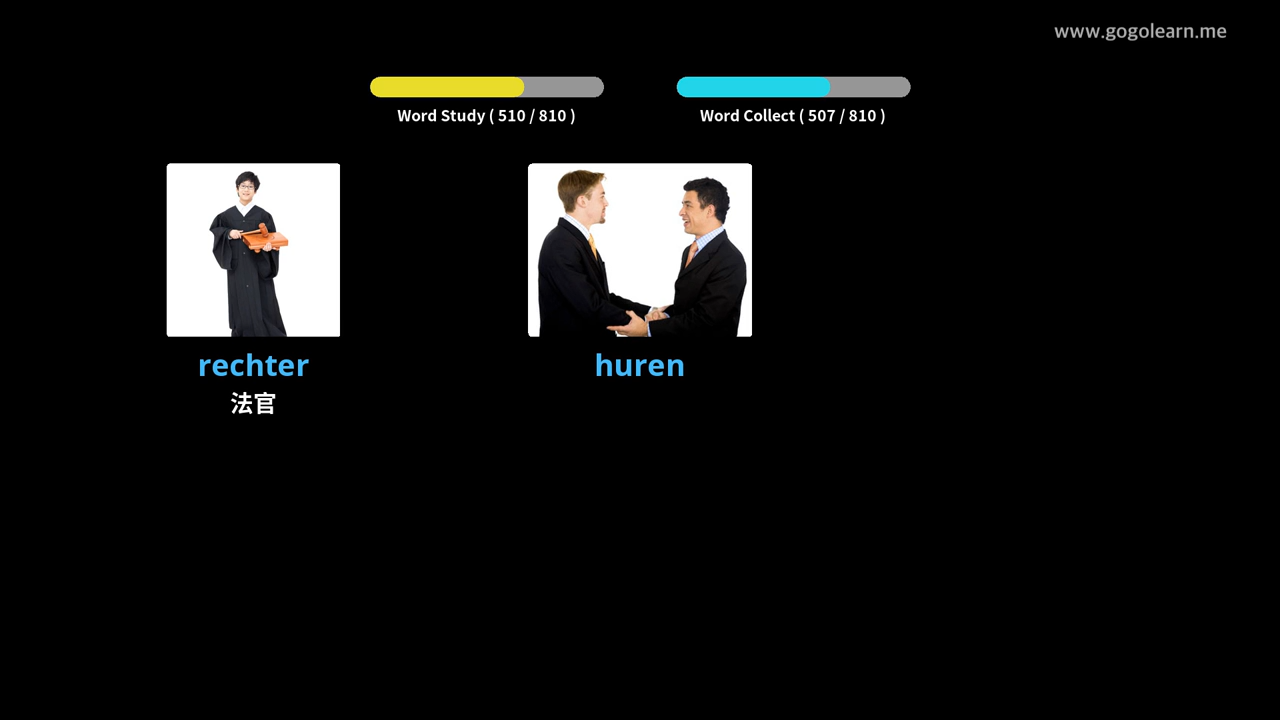 www.gogolearn.me
Word Study ( 510 / 810 )
Word Collect ( 507 / 810 )
rechter
法官
huren